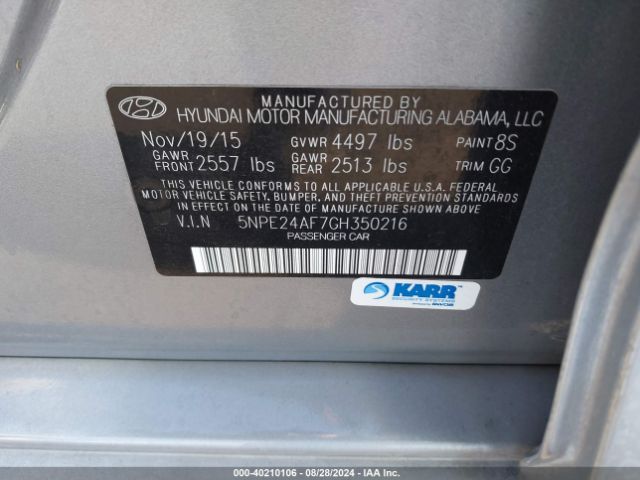 MANUFACTURED BY
HYUNDAI MOTOR MANUFACTURING ALABAMA, LLC
Nov/19/15 GVWR 4497 lbs PAINT 8S
GAWR FRONT 2557 lbs GAWR REAR 2513 lbs TRIM GG
THIS VEHICLE CONFORMS TO ALL APPLICABLE U.S.A. FEDERAL
MOTOR VEHICLE SAFETY, BUMPER, AND THEFT PREVENTION
STANDARDS IN EFFECT ON THE DATE OF MANUFACTURE SHOWN ABOVE.
V.I.N 5NPE24AF7GH350216
PASSENGER CAR
KARR
SECURITY SYSTEMS
000-40210106 - 08/28/2024 - IAA Inc.